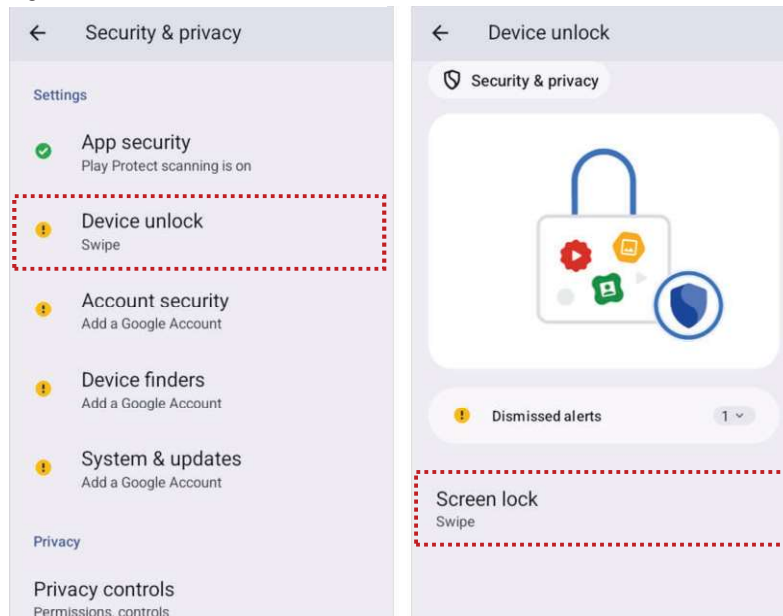 Security & privacy
Settings
App security
Play Protect scanning is on
Device unlock
Swipe
Account security
Add a Google Account
Device finders
Add a Google Account
System & updates
Add a Google Account
Privacy
Privacy controls
Permissions, controls
Device unlock
Security & privacy
Dismissed alerts
1
Screen lock
Swipe